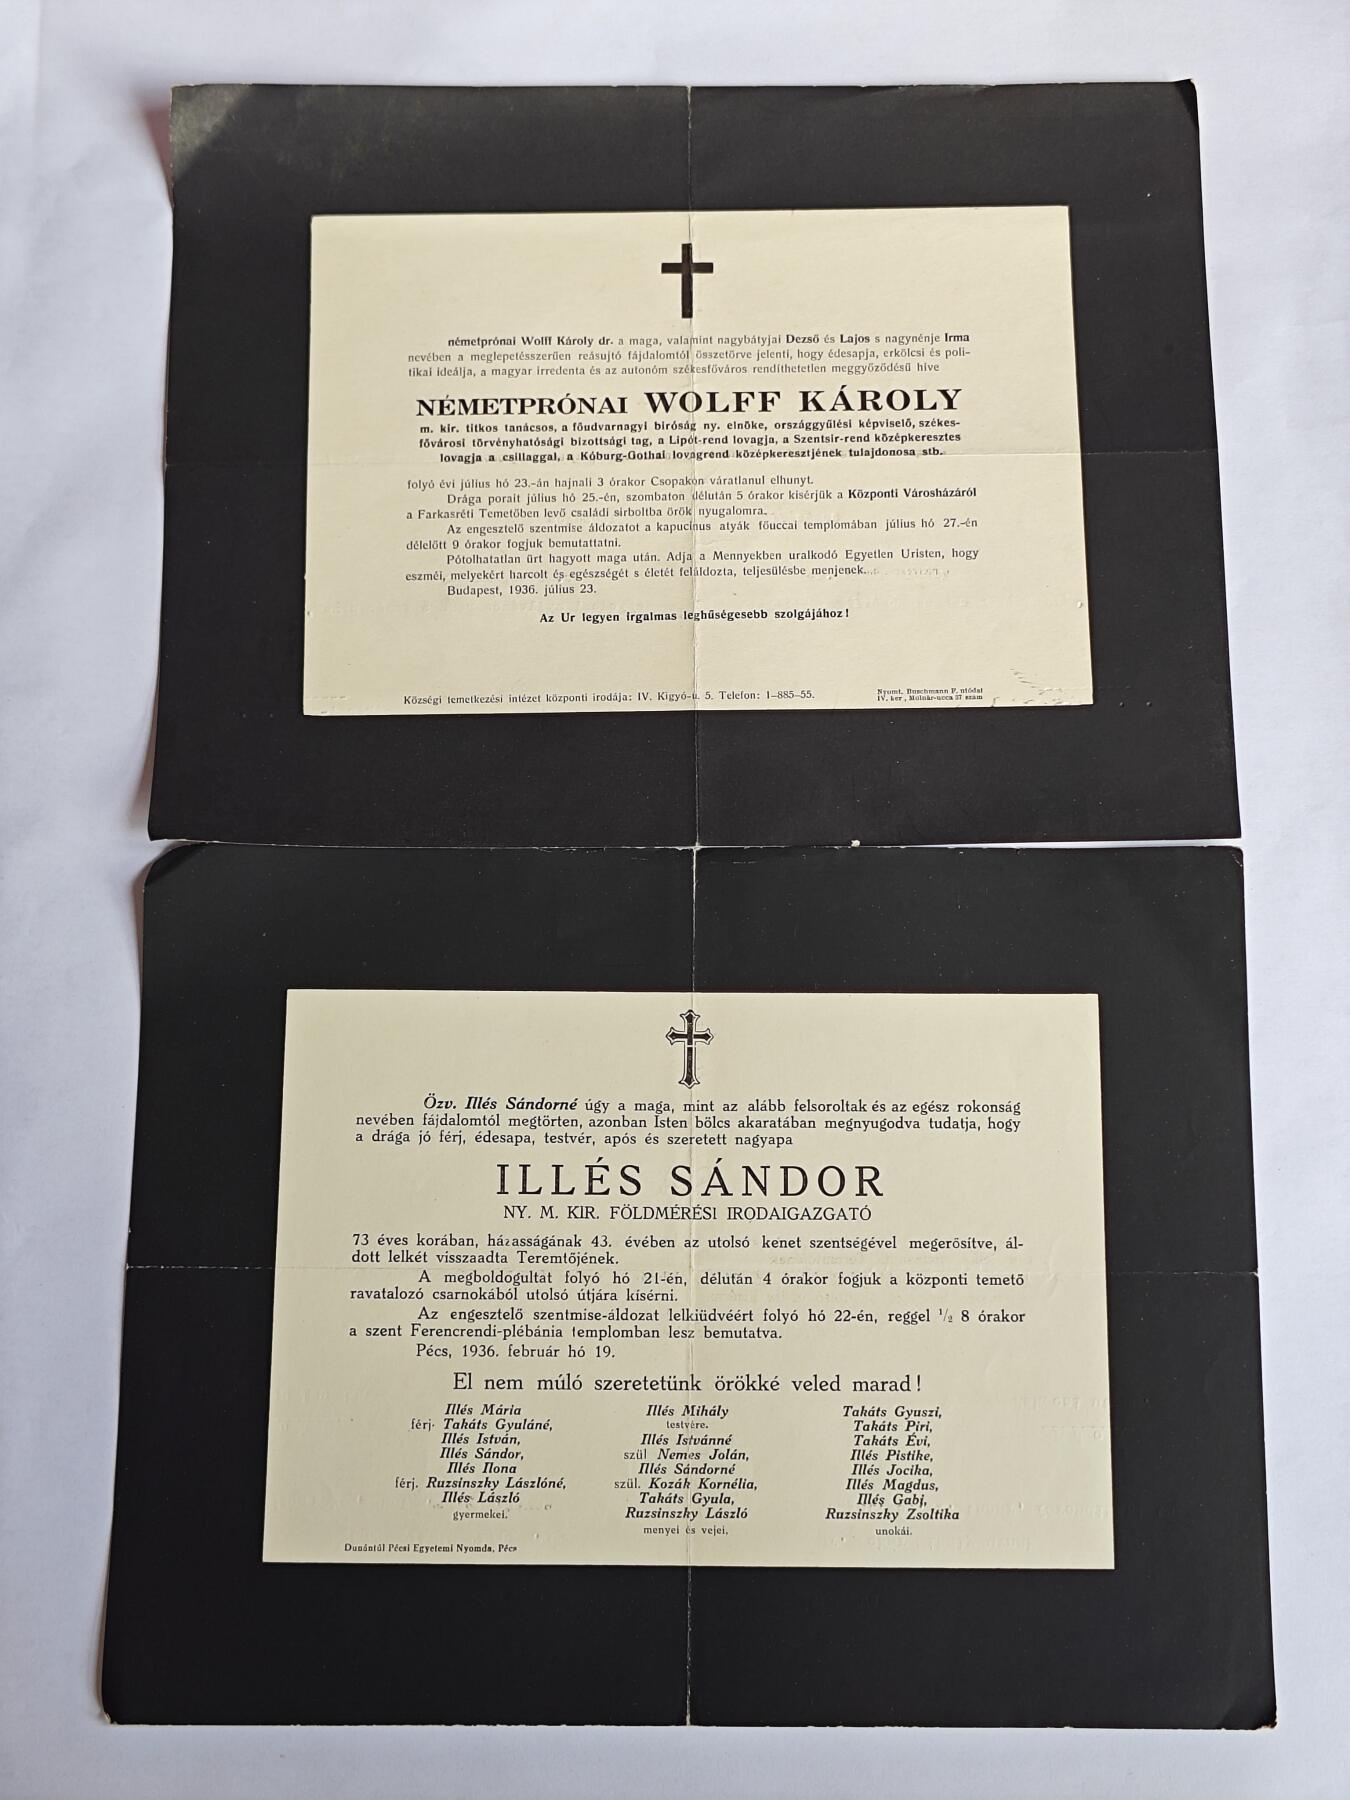 németprónai Wolff Károly dr. a maga, valamint nagybátyjai Dezső és Lajos s nagynénje Irma
nevében a meglepetésszerűen reásujtó fájdalomtól összetörve jelenti, hogy édesapja, erkölcsi és poli-
tikai ideálja, a magyar irredenta és az autonóm székesfőváros rendíthetetlen meggyőződésű híve
NÉMETPRÓNAI WOLFF KÁROLY
m. kir. titkos tanácsos, a főudvarnagyi biróság ny. elnöke, országgyűlési képviselő, székes-
fővárosi törvényhatósági bizottsági tag, a Lipót-rend lovagja, a Szentsir-rend középkeresztes
lovagja a csillaggal, a Kóburg-Gothai lovagrend középkeresztjének tulajdonosa stb.
folyó évi július hó 23.-án hajnali 3 órakor Csopakon váratlanul elhunyt.
Drága porait július hó 25.-én, szombaton délután 5 órakor kisérjük a Központi Városházáról
a Farkasréti Temetőben levő családi sirboltba örök nyugalomra.
Az engesztelő szentmise áldozatot a kapucinus atyák főuccai templomában július hó 27.-én
délelőtt 9 órakor fogjuk bemutattatni.
Pótolhatatlan űrt hagyott maga után. Adja a Mennyekben uralkodó Egyetlen Uristen, hogy
eszméi, melyekért harcolt és egészségét s életét feláldozta, teljesülésbe menjenek.
Budapest, 1936. július 23.
Az Ur legyen irgalmas leghűségesebb szolgájához!
Községi temetkezési intézet központi irodája: IV. Kigyó-u. 5. Telefon: 1-885-55.
Nyomt. Buschmann F. utódai
IV. ker., Molnár-ucca 37 szám
Özv. Illés Sándorné úgy a maga, mint az alább felsoroltak és az egész rokonság
nevében fájdalomtól megtörten, azonban Isten bölcs akaratában megnyugodva tudatja, hogy
a drága jó férj, édesapa, testvér, após és szeretett nagyapa
ILLÉS SÁNDOR
NY. M. KIR. FÖLDMÉRÉSI IRODAIGAZGATÓ
73 éves korában, házasságának 43. évében az utolsó kenet szentségével megerősítve, ál-
dott lelkét visszaadta Teremtőjének.
A megboldogultat folyó hó 21-én, délután 4 órakor fogjuk a központi temető
ravatalozó csarnokából utolsó útjára kísérni.
Az engesztelő szentmise-áldozat lelkiüdvéért folyó hó 22-én, reggel 1/2 8 órakor
a szent Ferencrendi-plébánia templomban lesz bemutatva.
Pécs, 1936. február hó 19.
El nem múló szeretetünk örökké veled marad!
Illés Mária
férj. Takáts Gyuláné,
Illés István,
Illés Sándor,
Illés Ilona
férj. Ruzsinszky Lászlóné,
Illés László
gyermekei.
Illés Mihály
testvére.
Illés Istvánné
szül Nemes Jolán,
Illés Sándorné
szül. Kozák Kornélia,
Takáts Gyula,
Ruzsinszky László
menyei és vejei.
Takáts Gyuszi,
Takáts Piri,
Takáts Évi,
Illés Pistike,
Illés Jocika,
Illés Magdus,
Illés Gabi,
Ruzsinszky Zsoltika
unokái.
Dunántúl Pécsi Egyetemi Nyomda, Pécs